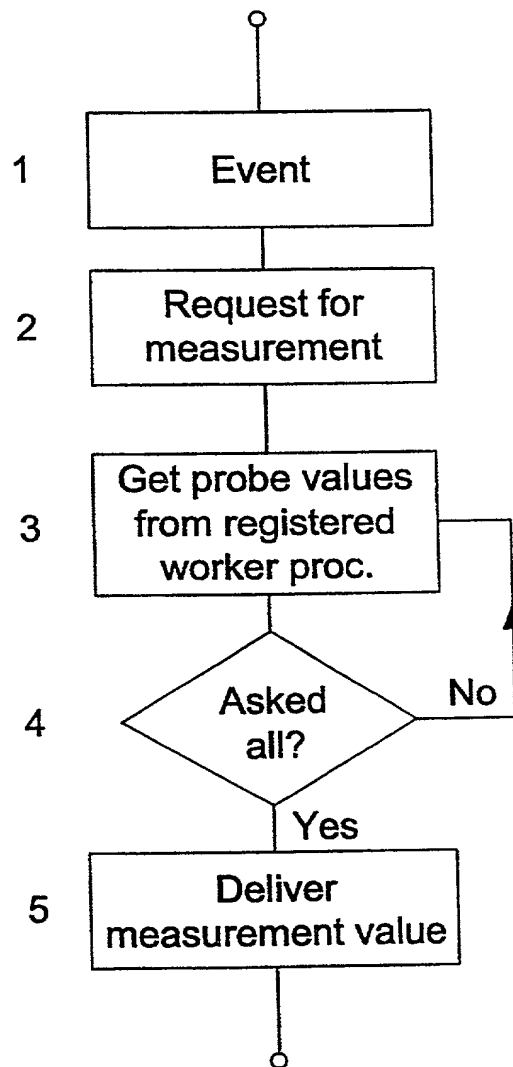 1
Event
2
Request for
measurement
3
Get probe values
from registered
worker proc.
4
Asked
all?
No
Yes
5
Deliver
measurement value